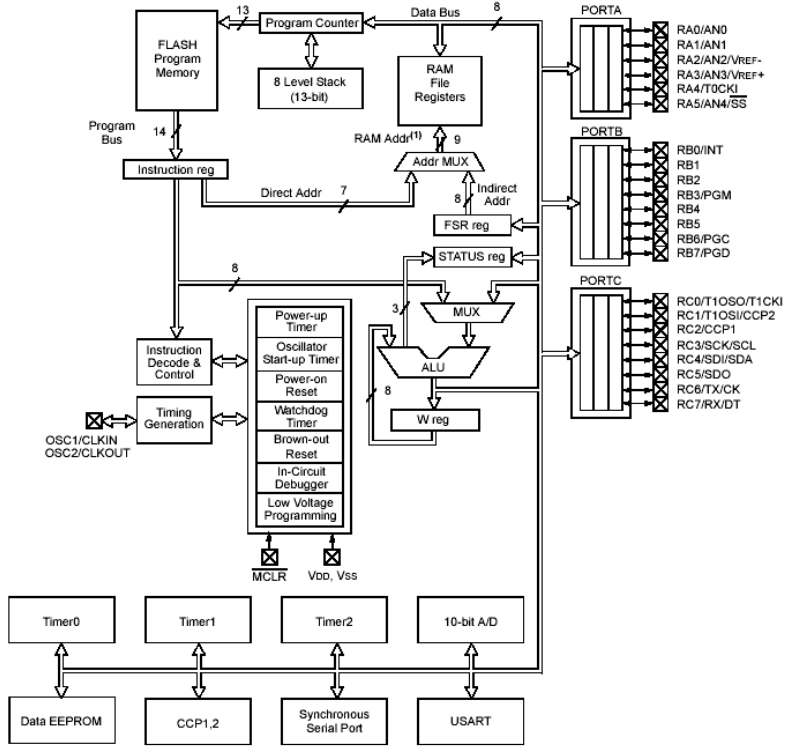 13
Program Counter
Data Bus
8
PORTA
FLASH
Program
Memory
8 Level Stack
(13-bit)
RAM
File
Registers
RA0/AN0
RA1/AN1
RA2/AN2/VREF-
RA3/AN3/VREF+
RA4/T0CKI
RA5/AN4/SS
Program
Bus
14
RAM Addr(1)
9
PORTB
Instruction reg
Addr MUX
Direct Addr
7
8
Indirect
Addr
FSR reg
STATUS reg
RB0/INT
RB1
RB2
RB3/PGM
RB4
RB5
RB6/PGC
RB7/PGD
8
3
MUX
PORTC
Power-up
Timer
Oscillator
Start-up Timer
Power-on
Reset
Watchdog
Timer
Brown-out
Reset
In-Circuit
Debugger
Low Voltage
Programming
Instruction
Decode &
Control
Timing
Generation
OSC1/CLKIN
OSC2/CLKOUT
ALU
8
W reg
RC0/T1OSO/T1CKI
RC1/T1OSI/CCP2
RC2/CCP1
RC3/SCK/SCL
RC4/SDI/SDA
RC5/SDO
RC6/TX/CK
RC7/RX/DT
MCLR
VDD, VSS
Timer0
Timer1
Timer2
10-bit A/D
Data EEPROM
CCP1,2
Synchronous
Serial Port
USART